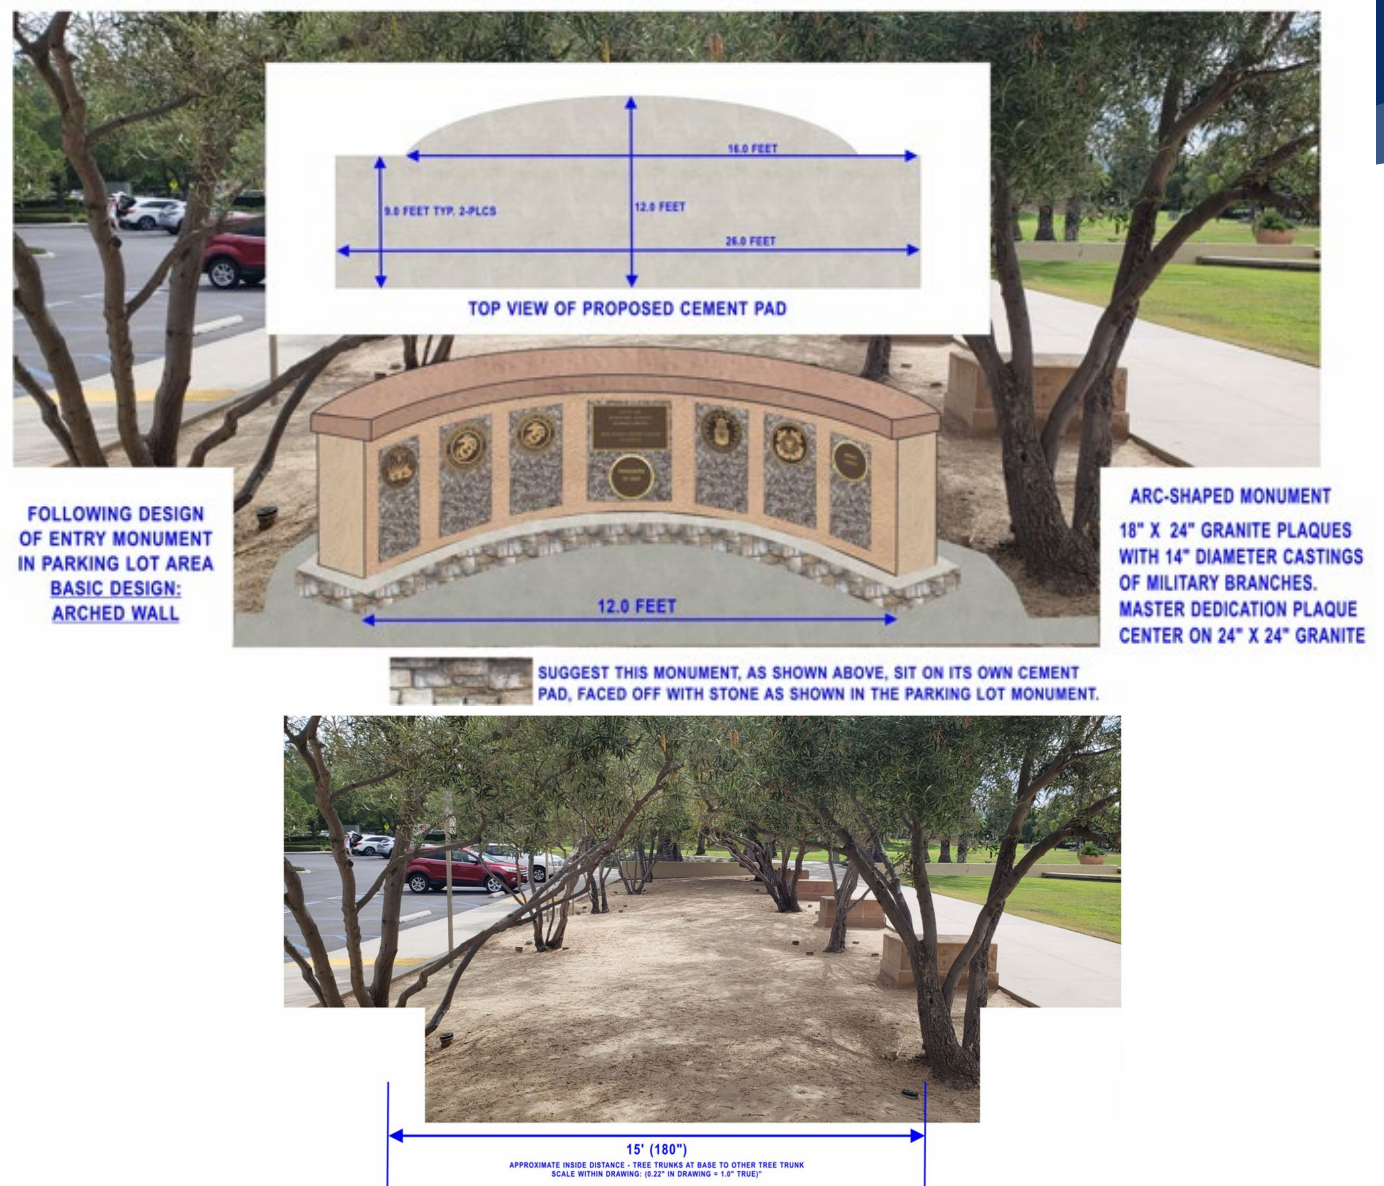 16.0 FEET
9.0 FEET TYP. 2-PLCS
12.0 FEET
26.0 FEET
TOP VIEW OF PROPOSED CEMENT PAD
FOLLOWING DESIGN
OF ENTRY MONUMENT
IN PARKING LOT AREA
BASIC DESIGN:
ARCHED WALL
12.0 FEET
ARC-SHAPED MONUMENT
18" X 24" GRANITE PLAQUES
WITH 14" DIAMETER CASTINGS
OF MILITARY BRANCHES.
MASTER DEDICATION PLAQUE
CENTER ON 24" X 24" GRANITE
SUGGEST THIS MONUMENT, AS SHOWN ABOVE, SIT ON ITS OWN CEMENT
PAD, FACED OFF WITH STONE AS SHOWN IN THE PARKING LOT MONUMENT.
15' (180")
APPROXIMATE INSIDE DISTANCE - TREE TRUNKS AT BASE TO OTHER TREE TRUNK
SCALE WITHIN DRAWING: (0.22" IN DRAWING = 1.0" TRUE)"